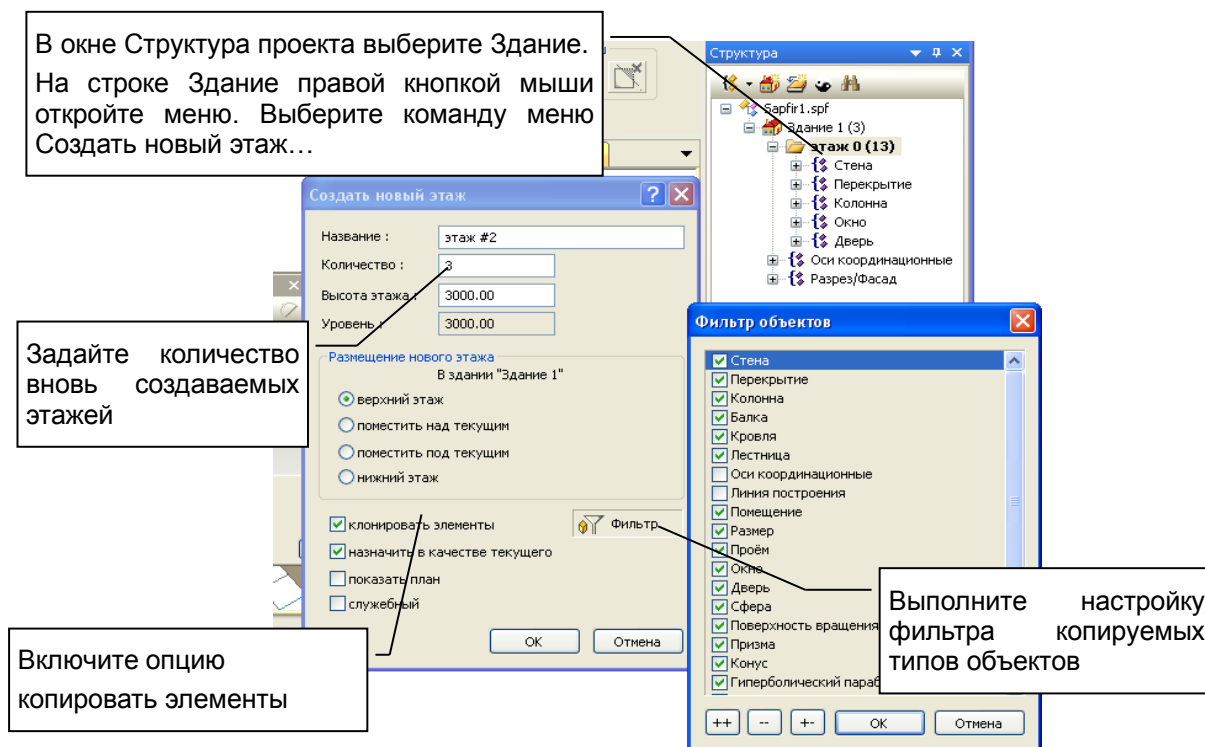 В окне Структура проекта выберите Здание.
На строке Здание правой кнопкой мыши
откройте меню. Выберите команду меню
Создать новый этаж…
Структура
Sapfir1.spf
Здание 1 (3)
этаж 0 (13)
Стена
Перекрытие
Колонна
Окно
Дверь
Оси координационные
Разрез/Фасад
Создать новый этаж
Название :
этаж #2
Количество :
3
Высота этажа :
3000.00
Уровень :
3000.00
Размещение нового этажа
В здании "Здание 1"
верхний этаж
поместить над текущим
поместить под текущим
нижний этаж
клонировать элементы
Фильтр
назначить в качестве текущего
показать план
служебный
ОК
Отмена
Задайте количество
вновь создаваемых
этажей
Включите опцию
копировать элементы
Фильтр объектов
Стена
Перекрытие
Колонна
Балка
Кровля
Лестница
Оси координационные
Линия построения
Помещение
Размер
Проём
Окно
Дверь
Сфера
Поверхность вращения
Призма
Конус
Гиперболический параб
++
--
+-
ОК
Отмена
Выполните настройку
фильтра копируемых
типов объектов